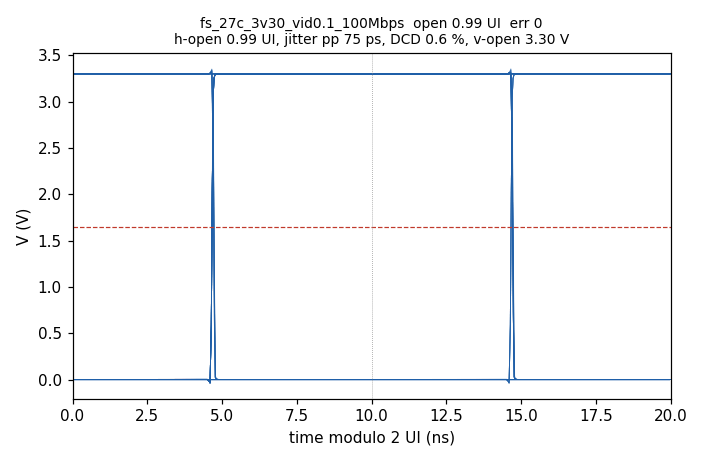 fs_27c_3v30_vid0.1_100Mbps  open 0.99 UI  err 0
h-open 0.99 UI, jitter pp 75 ps, DCD 0.6 %, v-open 3.30 V
3.5
3.0
2.5
2.0
1.5
1.0
0.5
0.0
V (V)
0.0 2.5 5.0 7.5 10.0 12.5 15.0 17.5 20.0
time modulo 2 UI (ns)